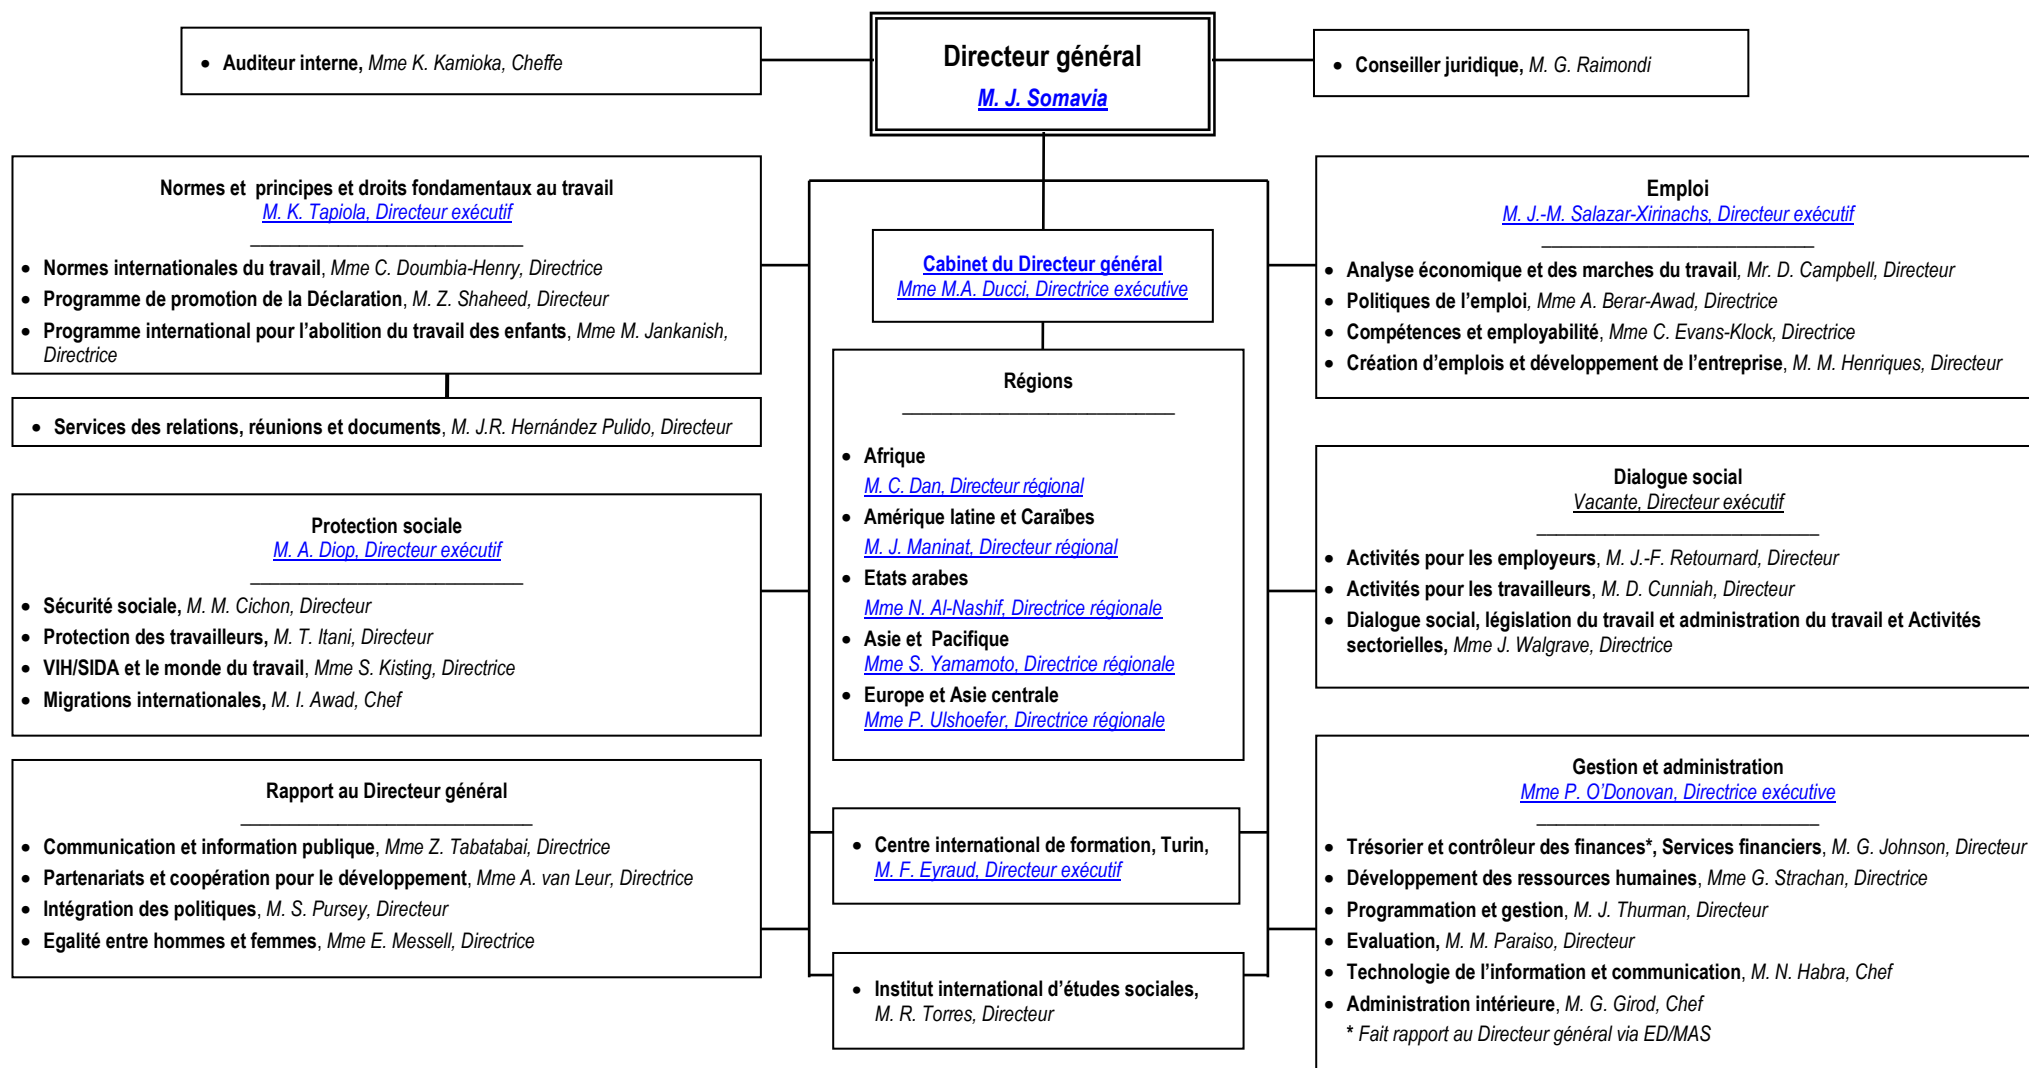 Directeur général
M. J. Somavia
• Auditeur interne, Mme K. Kamioka, Cheffe
• Conseiller juridique, M. G. Raimondi
Normes et principes et droits fondamentaux au travail
M. K. Tapiola, Directeur exécutif
• Normes internationales du travail, Mme C. Doumbia-Henry, Directrice
• Programme de promotion de la Déclaration, M. Z. Shaheed, Directeur
• Programme international pour l’abolition du travail des enfants, Mme M. Jankanish,
Directrice
• Services des relations, réunions et documents, M. J.R. Hernández Pulido, Directeur
Protection sociale
M. A. Diop, Directeur exécutif
• Sécurité sociale, M. M. Cichon, Directeur
• Protection des travailleurs, M. T. Itani, Directeur
• VIH/SIDA et le monde du travail, Mme S. Kisting, Directrice
• Migrations internationales, M. I. Awad, Chef
Rapport au Directeur général
• Communication et information publique, Mme Z. Tabatabai, Directrice
• Partenariats et coopération pour le développement, Mme A. van Leur, Directrice
• Intégration des politiques, M. S. Pursey, Directeur
• Egalité entre hommes et femmes, Mme E. Messell, Directrice
Cabinet du Directeur général
Mme M.A. Ducci, Directrice exécutive
Régions
• Afrique
M. C. Dan, Directeur régional
• Amérique latine et Caraïbes
M. J. Maninat, Directeur régional
• Etats arabes
Mme N. Al-Nashif, Directrice régionale
• Asie et Pacifique
Mme S. Yamamoto, Directrice régionale
• Europe et Asie centrale
Mme P. Ulshoefer, Directrice régionale
• Centre international de formation, Turin,
M. F. Eyraud, Directeur exécutif
• Institut international d’études sociales,
M. R. Torres, Directeur
Emploi
M. J.-M. Salazar-Xirinachs, Directeur exécutif
• Analyse économique et des marches du travail, Mr. D. Campbell, Directeur
• Politiques de l’emploi, Mme A. Berar-Awad, Directrice
• Compétences et employabilité, Mme C. Evans-Klock, Directrice
• Création d’emplois et développement de l’entreprise, M. M. Henriques, Directeur
Dialogue social
Vacante, Directeur exécutif
• Activités pour les employeurs, M. J.-F. Retournard, Directeur
• Activités pour les travailleurs, M. D. Cunniah, Directeur
• Dialogue social, législation du travail et administration du travail et Activités
sectorielles, Mme J. Walgrave, Directrice
Gestion et administration
Mme P. O’Donovan, Directrice exécutive
• Trésorier et contrôleur des finances*, Services financiers, M. G. Johnson, Directeur
• Développement des ressources humaines, Mme G. Strachan, Directrice
• Programmation et gestion, M. J. Thurman, Directeur
• Evaluation, M. M. Paraiso, Directeur
• Technologie de l’information et communication, M. N. Habra, Chef
• Administration intérieure, M. G. Girod, Chef
* Fait rapport au Directeur général via ED/MAS